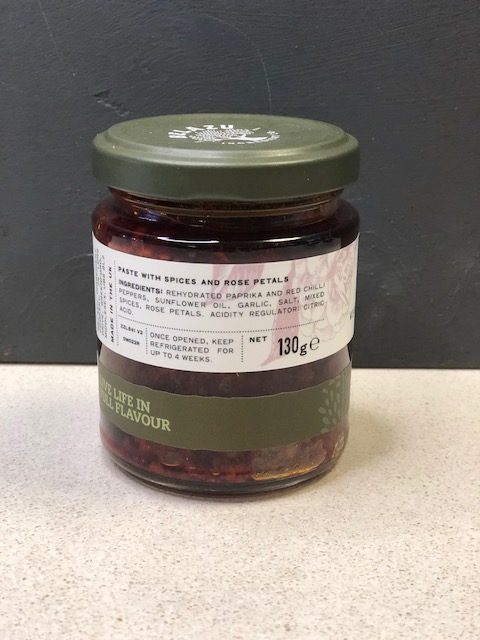 PASTE WITH SPICES AND ROSE PETALS
INGREDIENTS: REHYDRATED PAPRIKA AND RED CHILLI
PEPPERS, SUNFLOWER OIL, GARLIC, SALT, MIXED
SPICES, ROSE PETALS. ACIDITY REGULATOR: CITRIC
ACID.
MADE IN THE UK
ONCE OPENED, KEEP
REFRIGERATED FOR
UP TO 4 WEEKS.
NET 130g e
LIFE IN
FLAVOUR